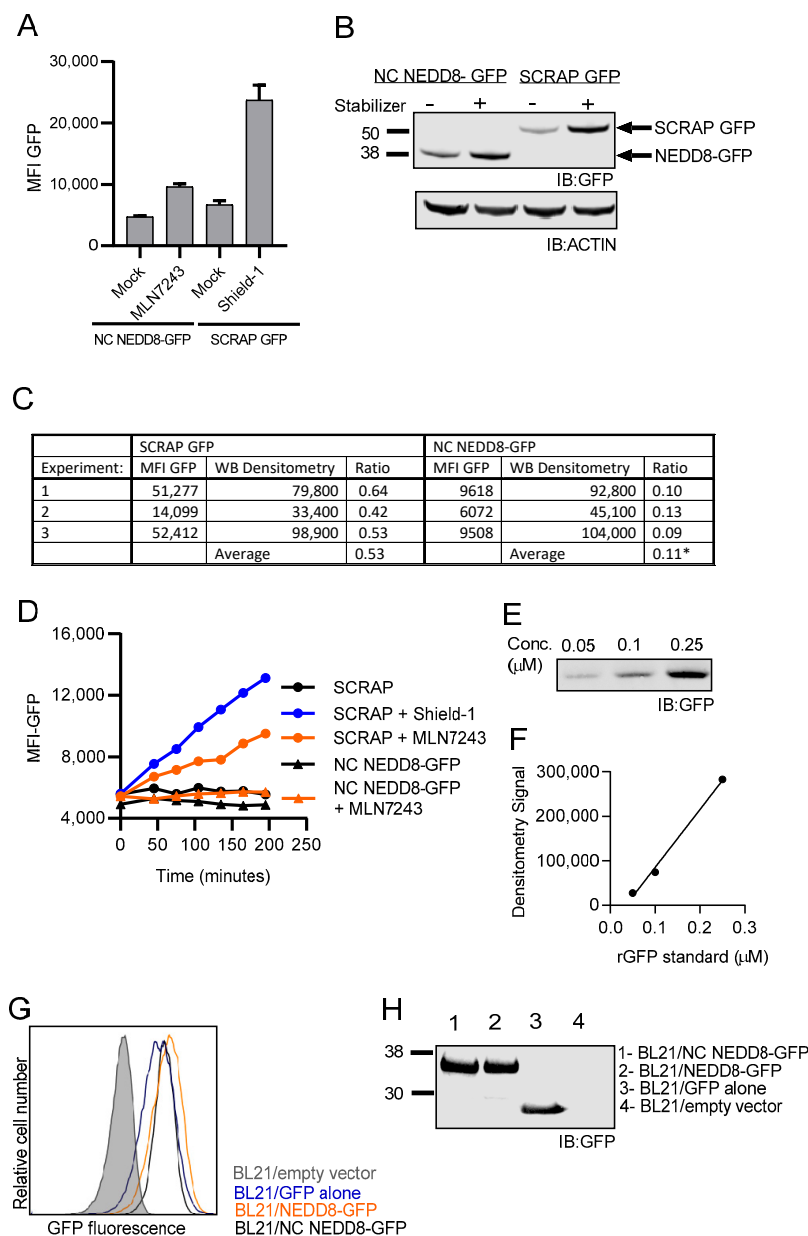 A
30,000
20,000
10,000
0
MFI GFP
Mock
MLN7243
Mock
Shield-1
NC NEDD8-GFP
SCRAP GFP
B
NC NEDD8- GFP SCRAP GFP
Stabilizer – + – +
50
38
SCRAP GFP
NEDD8-GFP
IB:GFP
IB:ACTIN
C
SCRAP GFP NC NEDD8-GFP
Experiment: MFI GFP WB Densitometry Ratio MFI GFP WB Densitometry Ratio
1 51,277 79,800 0.64 9618 92,800 0.10
2 14,099 33,400 0.42 6072 45,100 0.13
3 52,412 98,900 0.53 9508 104,000 0.09
Average 0.53 Average 0.11*
D
16,000
12,000
8,000
4,000
MFI-GFP
0 50 100 150 200 250
Time (minutes)
SCRAP
SCRAP + Shield-1
SCRAP + MLN7243
NC NEDD8-GFP
NC NEDD8-GFP
+ MLN7243
E
Conc. 0.05 0.1 0.25
(µM)
IB:GFP
F
300,000
200,000
100,000
0
Densitometry Signal
0.0 0.1 0.2 0.3
rGFP standard (µM)
G
Relative cell number
GFP fluorescence
BL21/empty vector
BL21/GFP alone
BL21/NEDD8-GFP
BL21/NC NEDD8-GFP
H
1 2 3 4
38
30
1- BL21/NC NEDD8-GFP
2- BL21/NEDD8-GFP
3- BL21/GFP alone
4- BL21/empty vector
IB:GFP